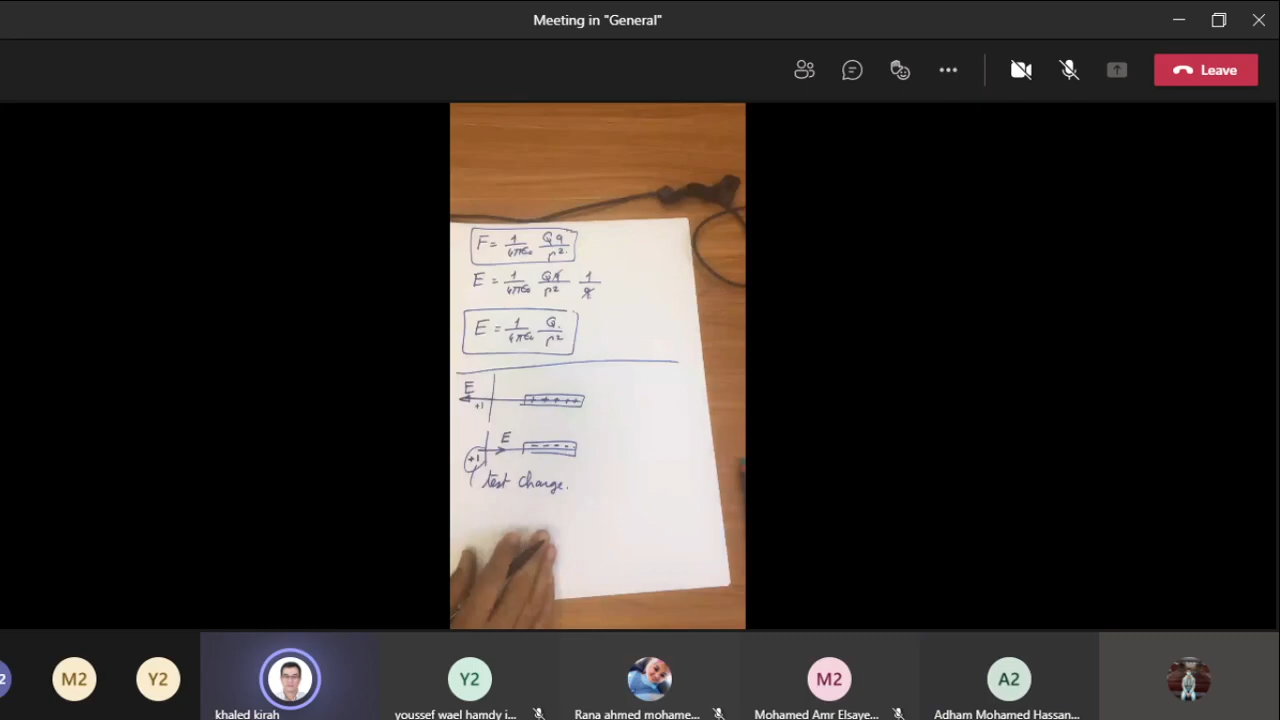 Meeting in "General"
Leave
F = 1/4πε₀ Qq/r²
E = 1/4πε₀ Qq/r² 1/q
E = 1/4πε₀ Q/r²
E
+1
+ + + + +
E
+1
- - - -
test charge.
2
M2
Y2
khaled kirah
Y2
youssef wael hamdy i...
Rana ahmed mohame...
M2
Mohamed Amr Elsaye...
A2
Adham Mohamed Hassan...